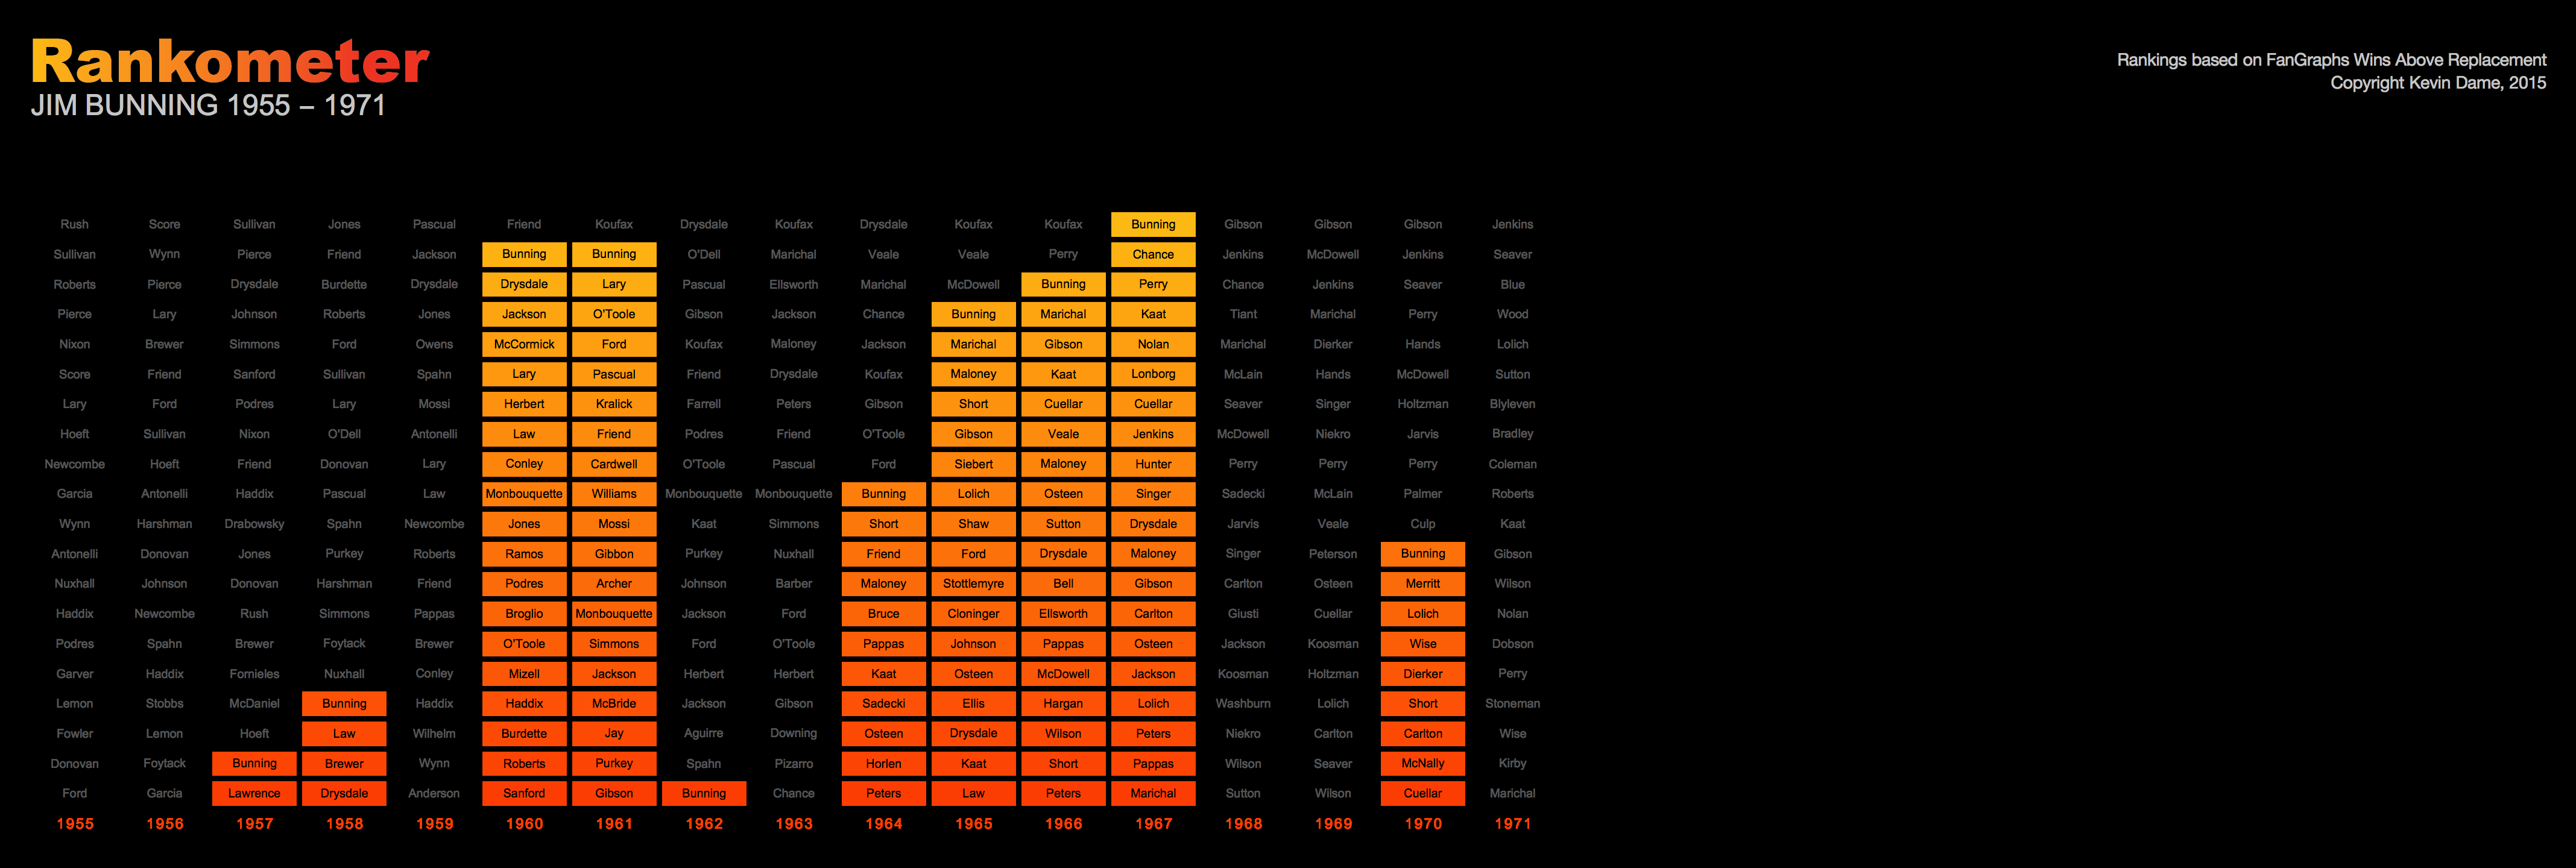 Rankometer
JIM BUNNING 1955 – 1971
Rankings based on FanGraphs Wins Above Replacement
Copyright Kevin Dame, 2015
Rush Score Sullivan Jones Pascual Friend Koufax Drysdale Koufax Drysdale Koufax Koufax Bunning Gibson Gibson Gibson Jenkins
Sullivan Wynn Pierce Friend Jackson Bunning Bunning O'Dell Marichal Veale Veale Perry Chance Jenkins McDowell Jenkins Seaver
Roberts Pierce Drysdale Burdette Drysdale Drysdale Lary Pascual Ellsworth Marichal McDowell Bunning Perry Chance Jenkins Seaver Blue
Pierce Lary Johnson Roberts Jones Jackson O'Toole Gibson Jackson Chance Bunning Marichal Kaat Tiant Marichal Perry Wood
Nixon Brewer Simmons Ford Owens McCormick Ford Koufax Maloney Jackson Marichal Gibson Nolan Marichal Dierker Hands Lolich
Score Friend Sanford Sullivan Spahn Lary Pascual Friend Drysdale Koufax Maloney Kaat Lonborg McLain Hands McDowell Sutton
Lary Ford Podres Lary Mossi Herbert Kralick Farrell Peters Gibson Short Cuellar Cuellar Seaver Singer Holtzman Blyleven
Hoeft Sullivan Nixon O'Dell Antonelli Law Friend Podres Friend O'Toole Gibson Veale Jenkins McDowell Niekro Jarvis Bradley
Newcombe Hoeft Friend Donovan Lary Conley Cardwell O'Toole Pascual Ford Siebert Maloney Hunter Perry Perry Perry Coleman
Garcia Antonelli Haddix Pascual Law Monbouquette Williams Monbouquette Monbouquette Bunning Lolich Osteen Singer Sadecki McLain Palmer Roberts
Wynn Harshman Drabowsky Spahn Newcombe Jones Mossi Kaat Simmons Short Shaw Sutton Drysdale Jarvis Veale Culp Kaat
Antonelli Donovan Jones Purkey Roberts Ramos Gibbon Purkey Nuxhall Friend Ford Drysdale Maloney Singer Peterson Bunning Gibson
Nuxhall Johnson Donovan Harshman Friend Podres Archer Johnson Barber Maloney Stottlemyre Bell Gibson Carlton Osteen Merritt Wilson
Haddix Newcombe Rush Simmons Pappas Broglio Monbouquette Jackson Ford Bruce Cloninger Ellsworth Carlton Giusti Cuellar Lolich Nolan
Podres Spahn Brewer Foytack Brewer O'Toole Simmons Ford O'Toole Pappas Johnson Pappas Osteen Jackson Koosman Wise Dobson
Garver Haddix Fornieles Nuxhall Conley Mizell Jackson Herbert Herbert Kaat Osteen McDowell Jackson Koosman Holtzman Dierker Perry
Lemon Stobbs McDaniel Bunning Haddix Haddix McBride Jackson Gibson Sadecki Ellis Hargan Lolich Washburn Lolich Short Stoneman
Fowler Lemon Hoeft Law Wilhelm Burdette Jay Aguirre Downing Osteen Drysdale Wilson Peters Niekro Carlton Carlton Wise
Donovan Foytack Bunning Brewer Wynn Roberts Purkey Spahn Pizarro Horlen Kaat Short Pappas Wilson Seaver McNally Kirby
Ford Garcia Lawrence Drysdale Anderson Sanford Gibson Bunning Chance Peters Law Peters Marichal Sutton Wilson Cuellar Marichal
1955 1956 1957 1958 1959 1960 1961 1962 1963 1964 1965 1966 1967 1968 1969 1970 1971